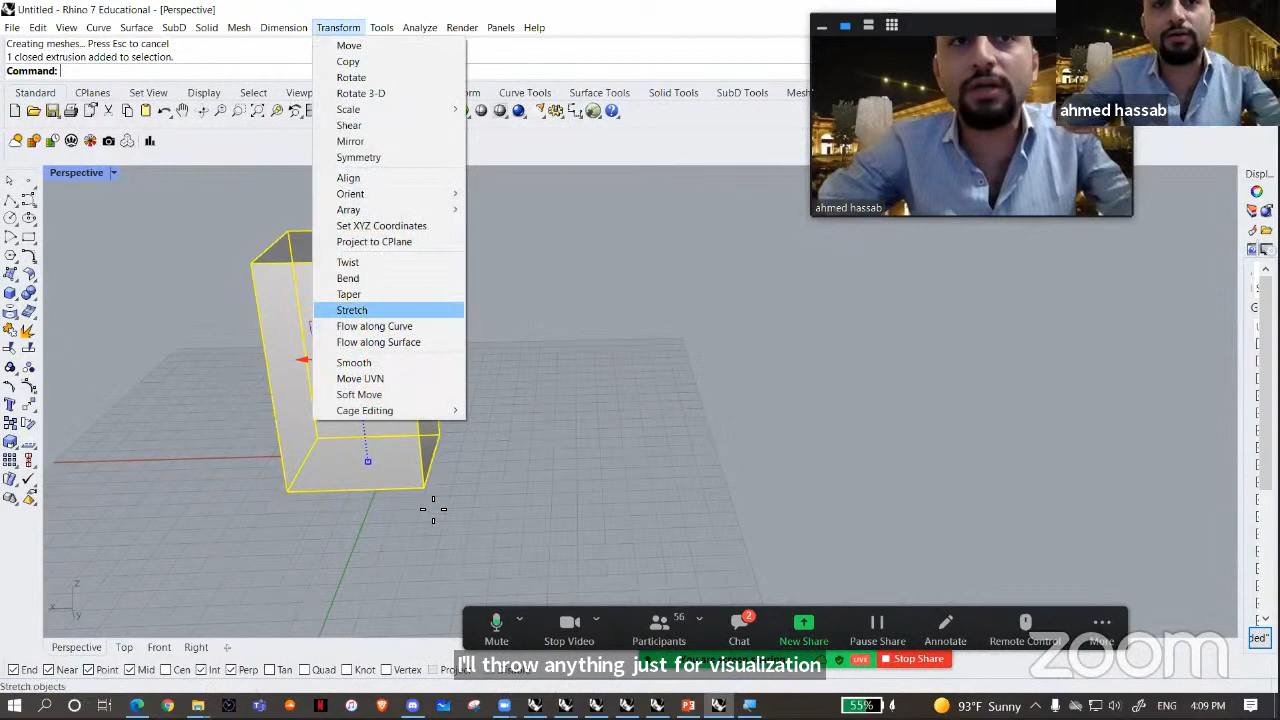 Untitled - Rhino 7 Educational - [Perspective]
File Edit View Curve Surface SubD Solid Mesh Dimension Transform Tools Analyze Render Panels Help
Creating meshes... Press Esc to cancel
1 closed extrusion added to selection.
Command:
Standard CPlanes Set View Display Select Curve Tools Surface Tools Solid Tools SubD Tools
Move
Copy
Rotate
Rotate 3-D
Scale
Shear
Mirror
Symmetry
Align
Orient
Array
Set XYZ Coordinates
Project to CPlane
Twist
Bend
Taper
Stretch
Flow along Curve
Flow along Surface
Smooth
Move UVN
Soft Move
Cage Editing
ahmed hassab
ahmed hassab
Perspective
Displ...
z
x
y
Mute Stop Video Participants 56 Chat 2 New Share Pause Share Annotate Remote Control More
zoom
Perspective Top Front Right
I'll throw anything just for visualization
LIVE Stop Share
End Point Tan Quad Knot Vertex
Stretch objects
55% 93°F Sunny ENG 4:09 PM